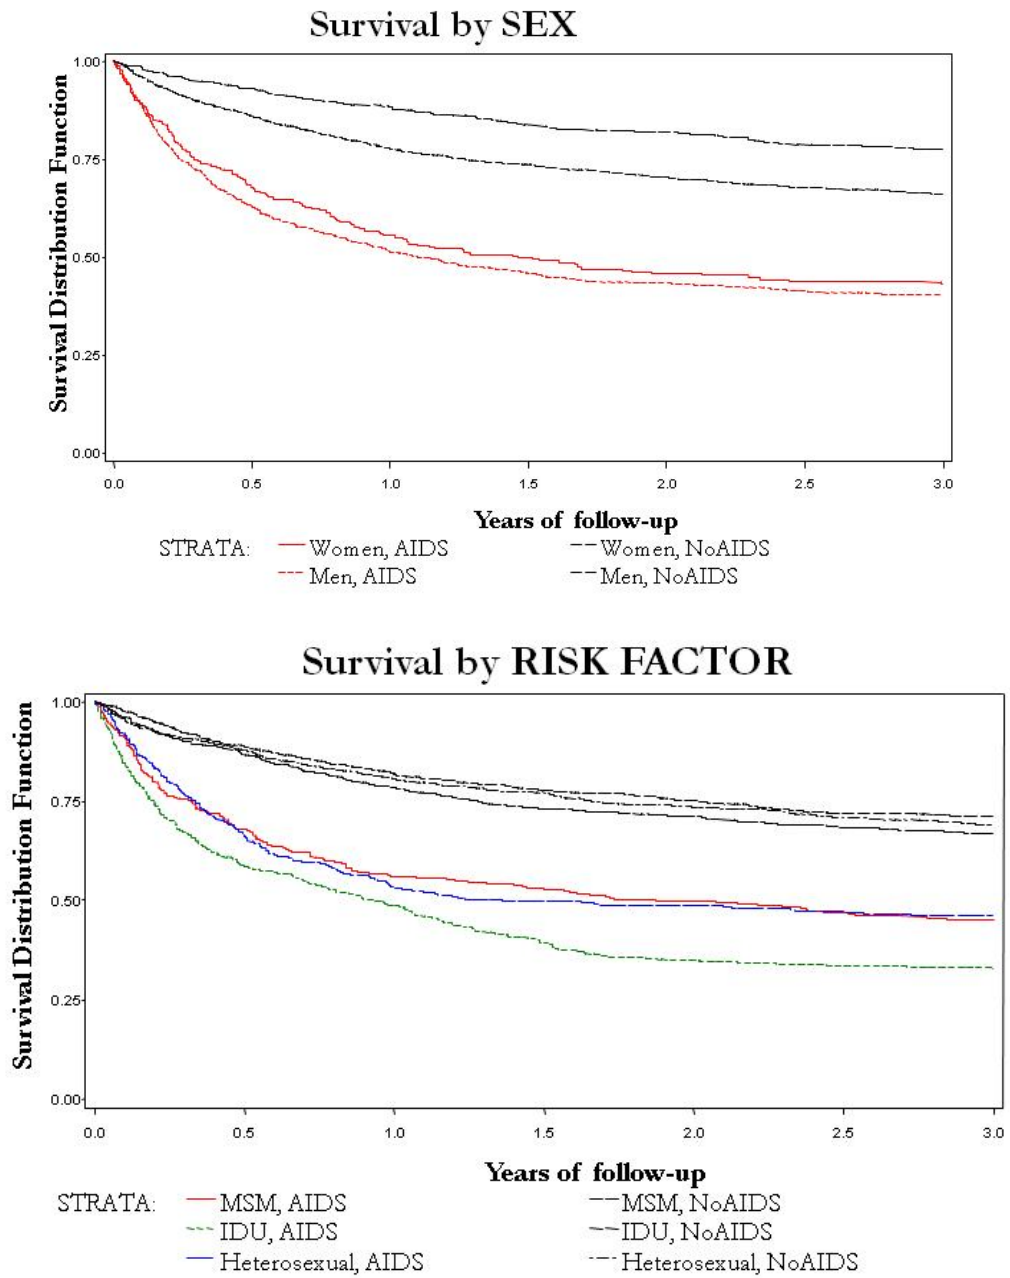 Survival by SEX
Survival Distribution Function
1.00
0.75
0.50
0.25
0.00
0.0 0.5 1.0 1.5 2.0 2.5 3.0
Years of follow-up
STRATA: Women, AIDS Women, NoAIDS
Men, AIDS Men, NoAIDS
Survival by RISK FACTOR
Survival Distribution Function
1.00
0.75
0.50
0.25
0.00
0.0 0.5 1.0 1.5 2.0 2.5 3.0
Years of follow-up
STRATA: MSM, AIDS MSM, NoAIDS
IDU, AIDS IDU, NoAIDS
Heterosexual, AIDS Heterosexual, NoAIDS